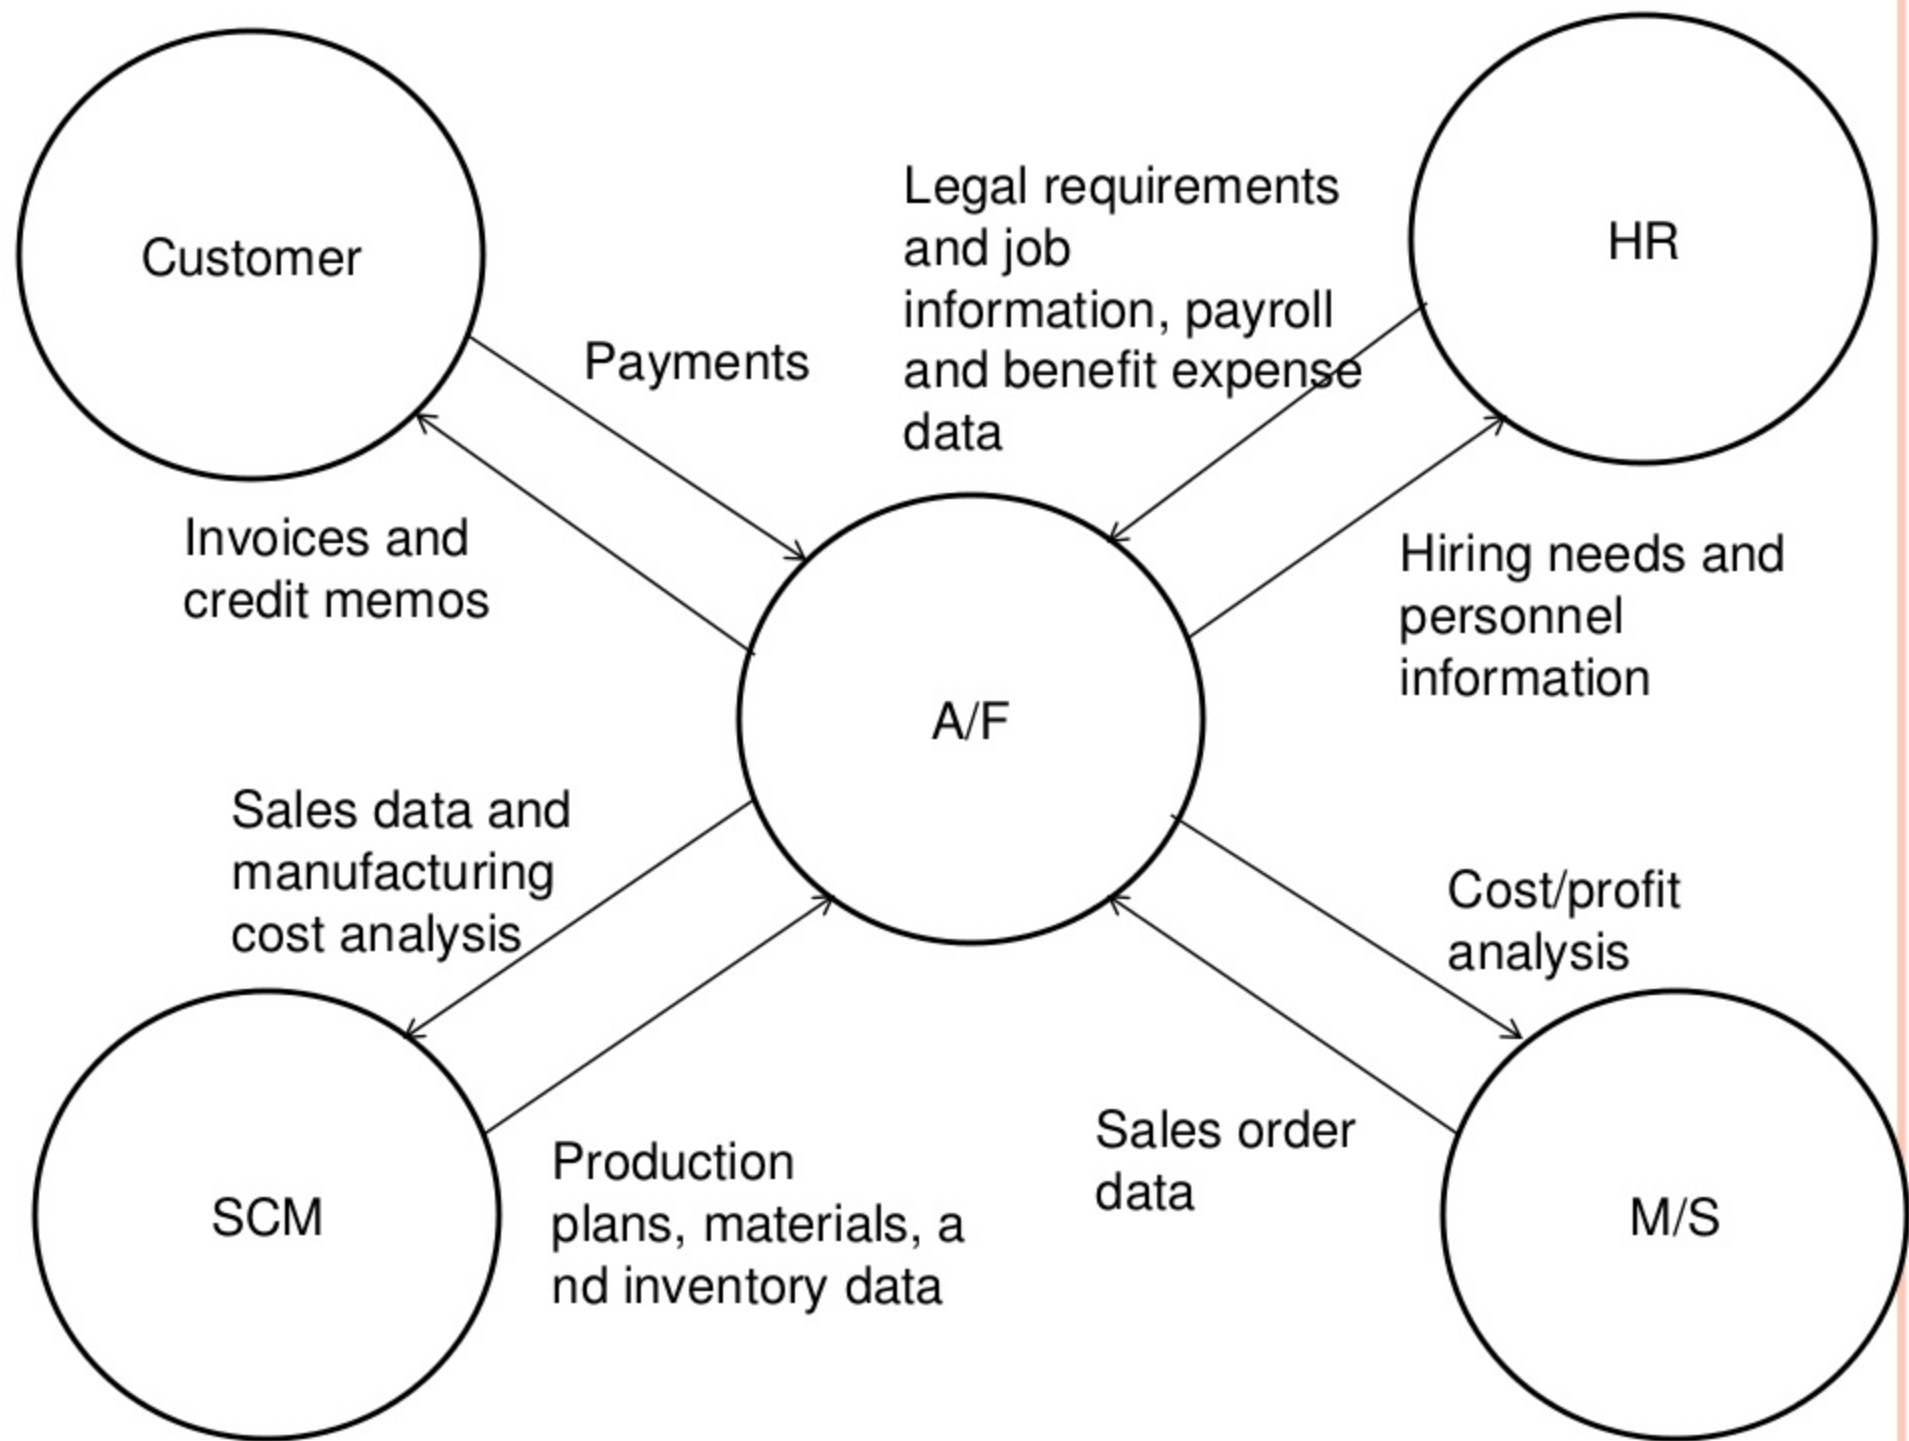 Customer
HR
Legal requirements
and job
information, payroll
and benefit expense
data
Payments
Invoices and
credit memos
Hiring needs and
personnel
information
A/F
Sales data and
manufacturing
cost analysis
Cost/profit
analysis
SCM
Production
plans, materials, a
nd inventory data
Sales order
data
M/S